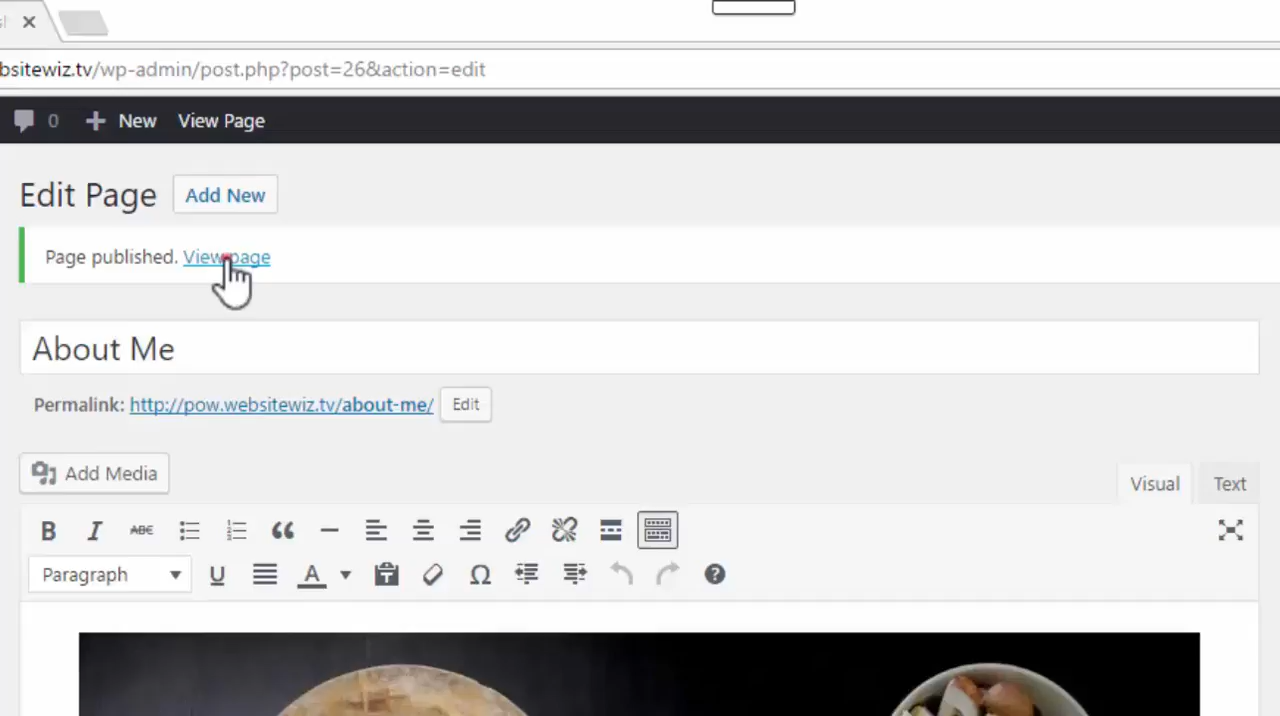 bsitewiz.tv/wp-admin/post.php?post=26&action=edit
0 New View Page
Edit Page Add New
Page published. View page
About Me
Permalink: http://pow.websitewiz.tv/about-me/ Edit
Add Media
Visual Text
B I ABE
Paragraph U A T Ω ?